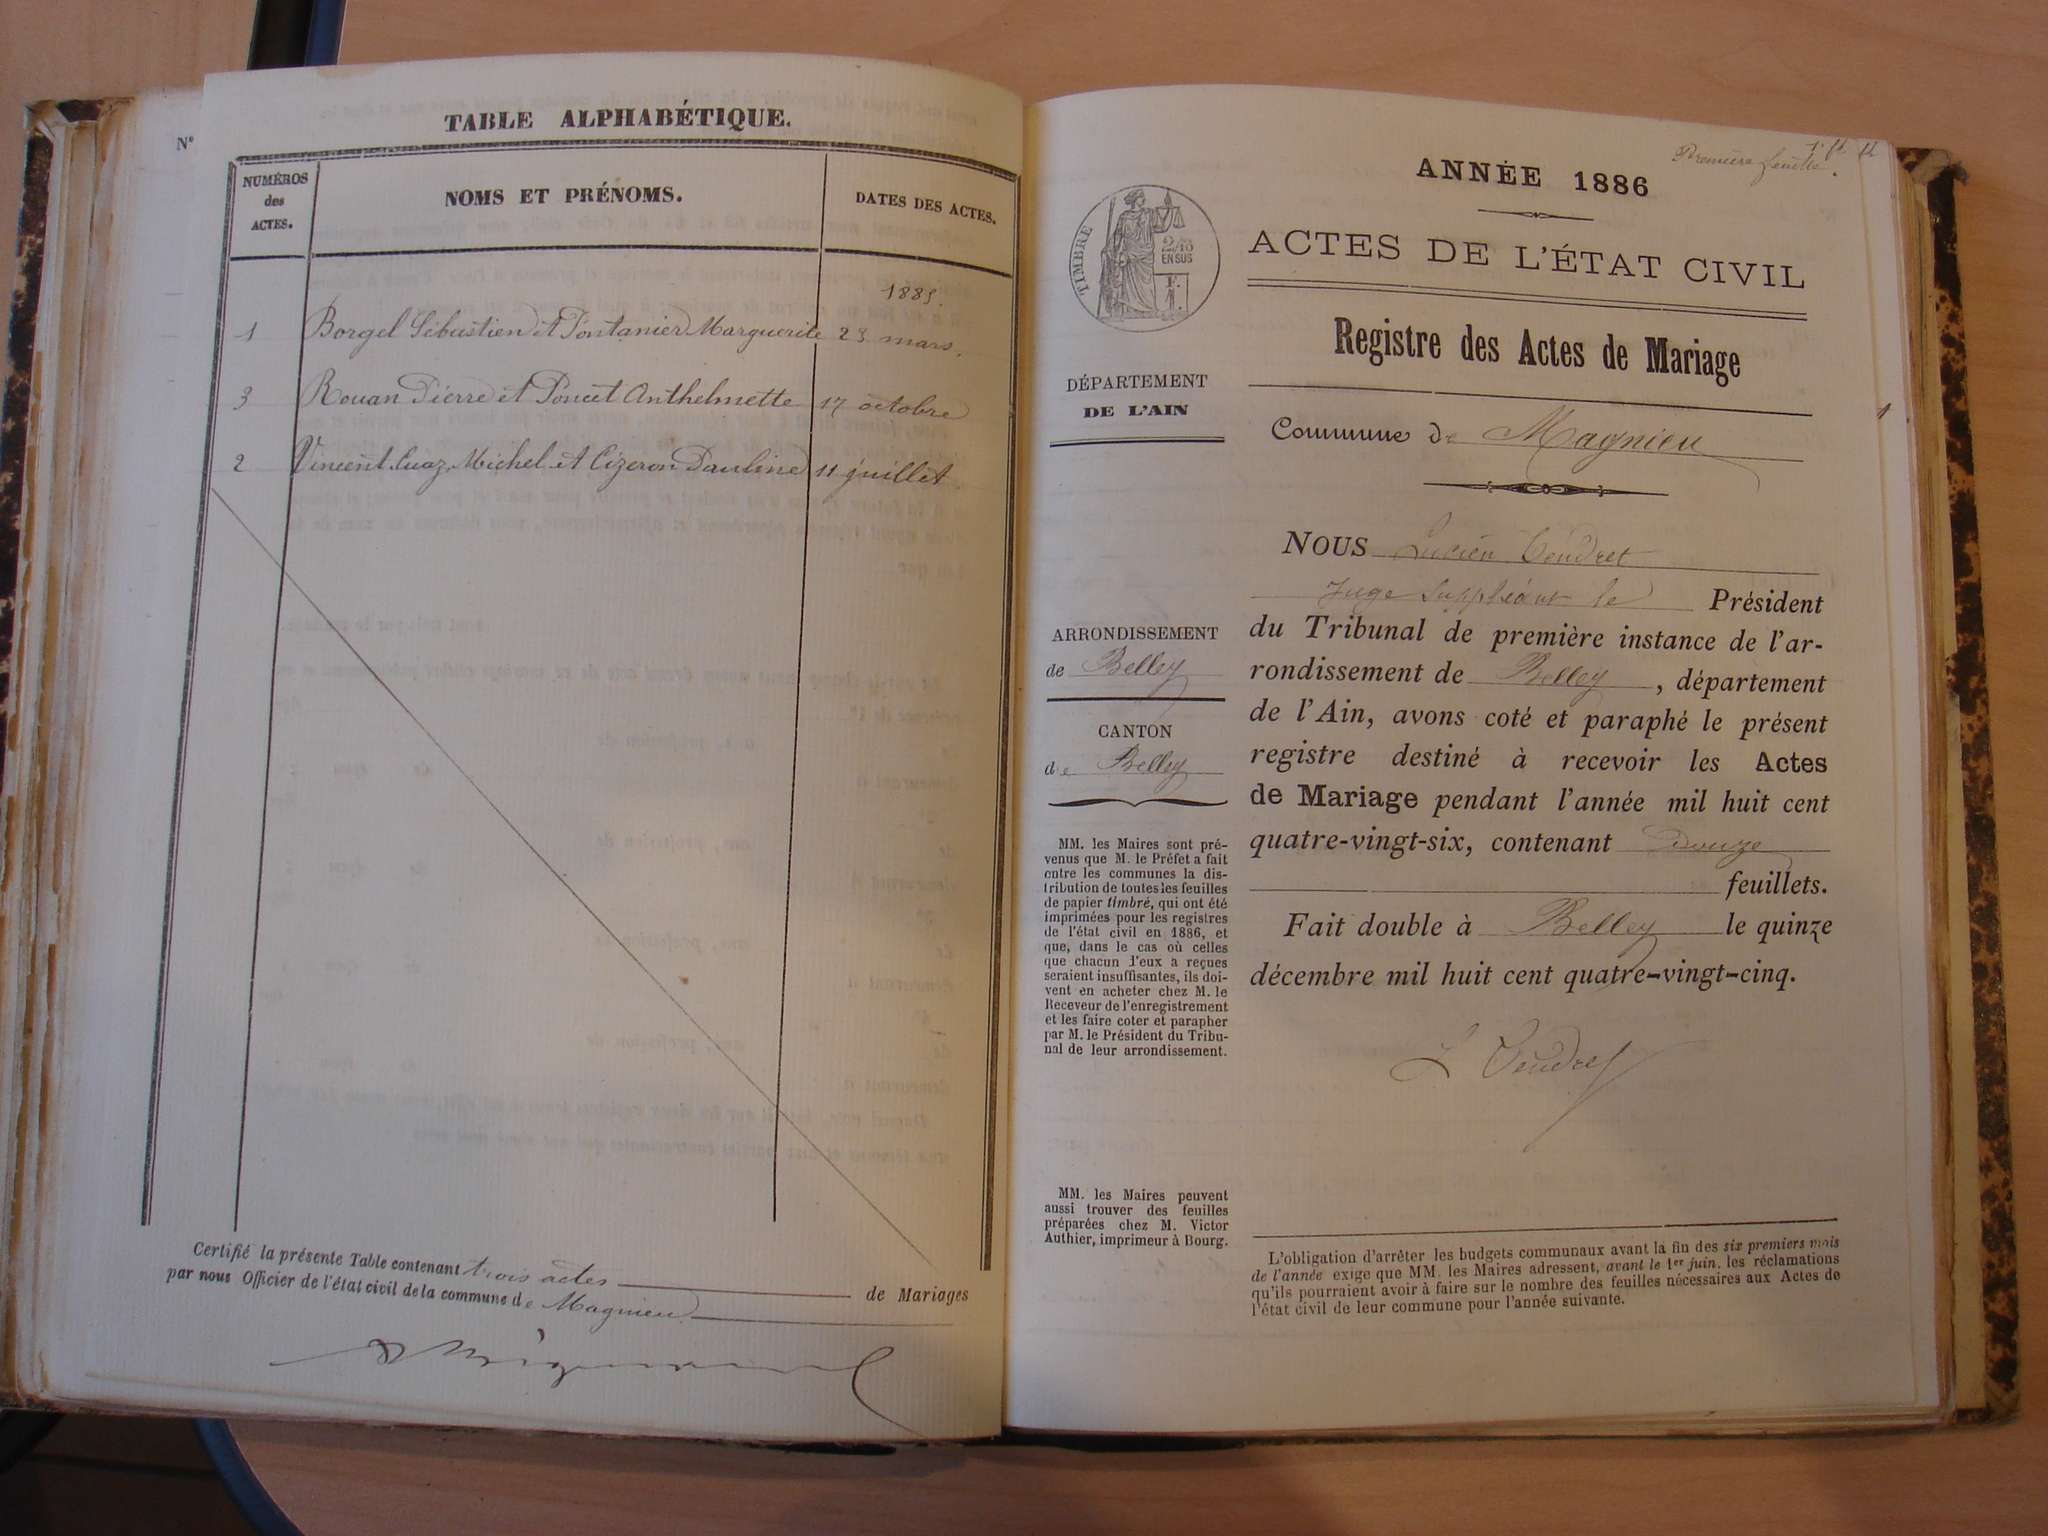 N°
TABLE ALPHABÉTIQUE.
NUMÉROS
des
ACTES.
NOMS ET PRÉNOMS.
DATES DES ACTES.
1885.
1 Borgel Sébastien et Fontanier Marguerite 23 mars.
3 Rouan Pierre et Poncet Anthelmette 17 octobre
2 Vincent Cuaz Michel et Cizeron Pauline 11 juillet.
Certifié la présente Table contenant trois actes de Mariages
par nous Officier de l'état civil de la commune de Magnieu
Première feuille.
ANNÉE 1886
ACTES DE L'ÉTAT CIVIL
Registre des Actes de Mariage
Commune de Magnieu
TIMBRE
2/10
EN SUS
F.
1
DÉPARTEMENT
DE L'AIN
ARRONDISSEMENT
de Belley
CANTON
de Belley
MM. les Maires sont pré-
venus que M. le Préfet a fait
entre les communes la dis-
tribution de toutes les feuilles
de papier timbré, qui ont été
imprimées pour les registres
de l'état civil en 1886, et
que, dans le cas où celles
que chacun d'eux a reçues
seraient insuffisantes, ils doi-
vent en acheter chez M. le
Receveur de l'enregistrement
et les faire coter et parapher
par M. le Président du Tribu-
nal de leur arrondissement.
MM. les Maires peuvent
aussi trouver des feuilles
préparées chez M. Victor
Authier, imprimeur à Bourg.
NOUS Lucien Tendret
Juge Suppléant le Président
du Tribunal de première instance de l'ar-
rondissement de Belley, département
de l'Ain, avons coté et paraphé le présent
registre destiné à recevoir les Actes
de Mariage pendant l'année mil huit cent
quatre-vingt-six, contenant Douze
feuillets.
Fait double à Belley le quinze
décembre mil huit cent quatre-vingt-cinq.
L Tendret
L'obligation d'arrêter les budgets communaux avant la fin des six premiers mois
de l'année exige que MM. les Maires adressent, avant le 1er juin, les réclamations
qu'ils pourraient avoir à faire sur le nombre des feuilles nécessaires aux Actes de
l'état civil de leur commune pour l'année suivante.